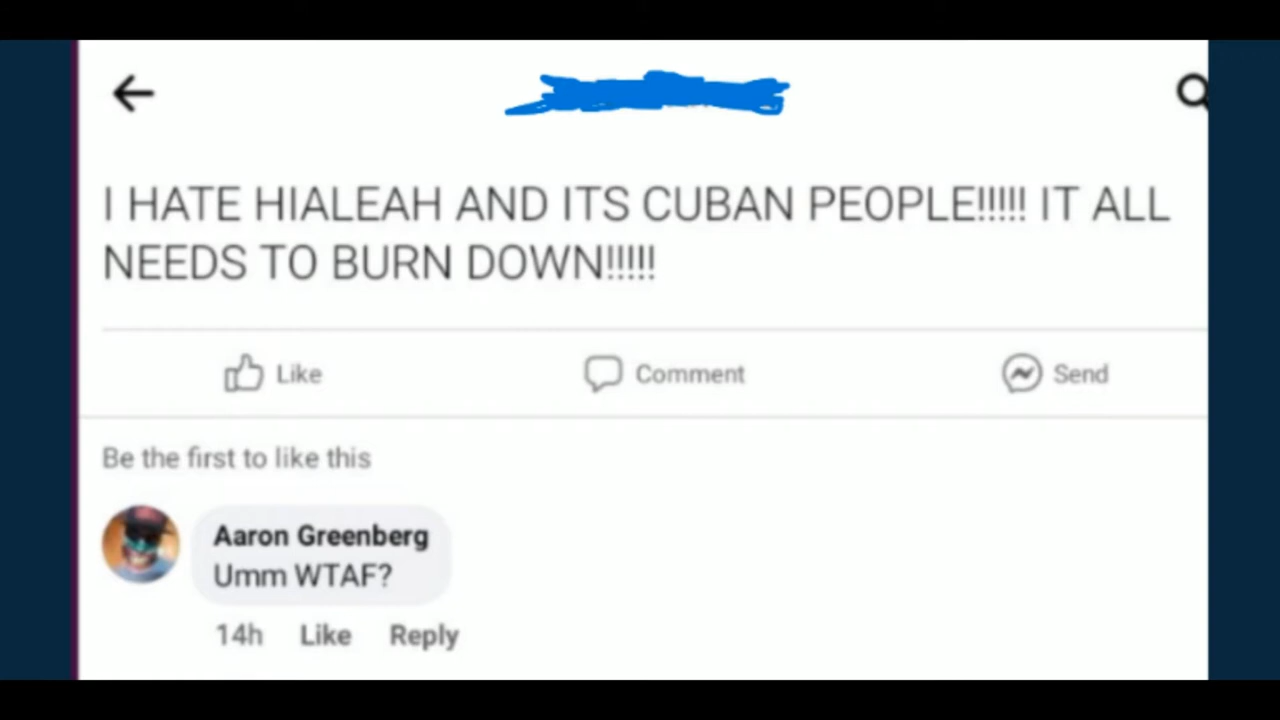 I HATE HIALEAH AND ITS CUBAN PEOPLE!!!!! IT ALL
NEEDS TO BURN DOWN!!!!!
Like
Comment
Send
Be the first to like this
Aaron Greenberg
Umm WTAF?
14h Like Reply